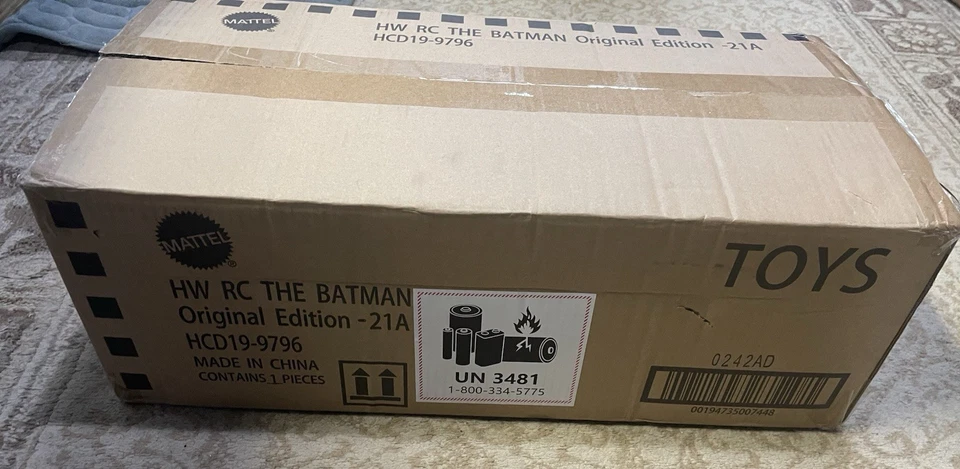 MATTEL
HW RC THE BATMAN Original Edition -21A
HCD19-9796
MATTEL
®
HW RC THE BATMAN
Original Edition -21A
HCD19-9796
MADE IN CHINA
CONTAINS 1 PIECES
UN 3481
1-800-334-5775
TOYS
0242AD
00194735007448